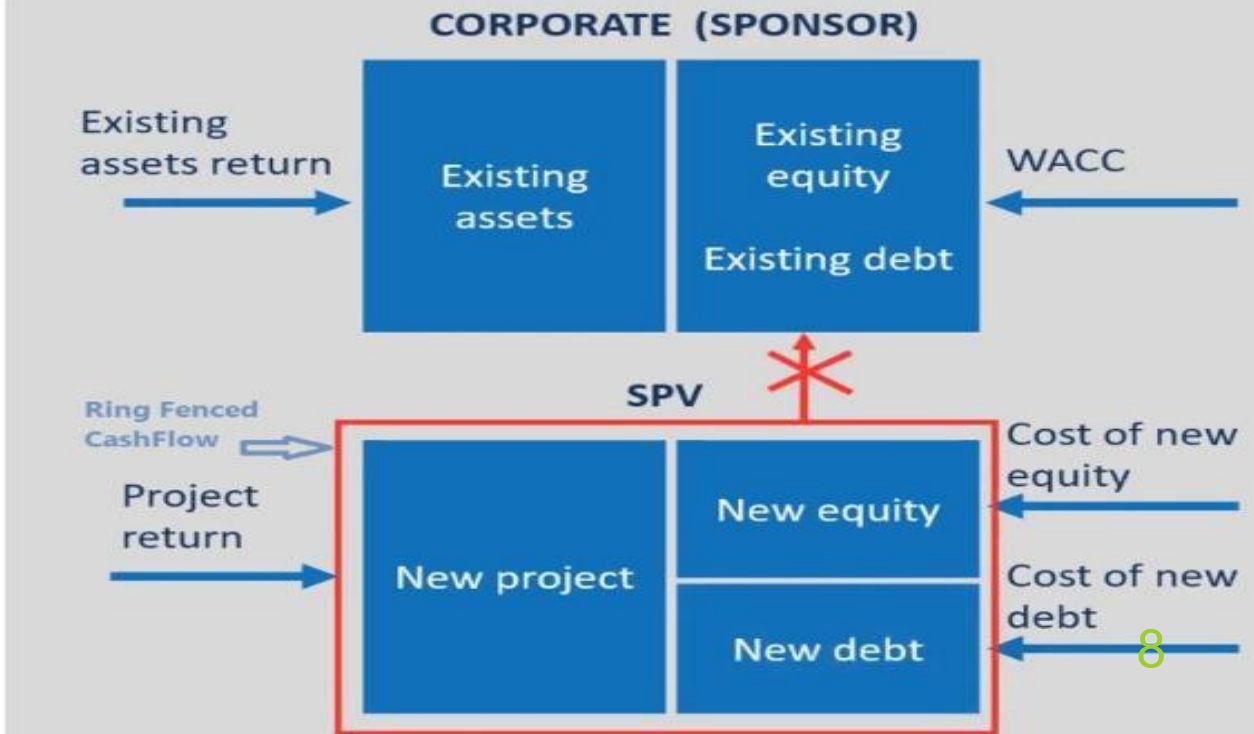 CORPORATE (SPONSOR)
Existing
assets return
Existing
assets
Existing
equity
Existing debt
WACC
SPV
Ring Fenced
CashFlow
Project
return
New project
New equity
New debt
Cost of new
equity
Cost of new
debt
8